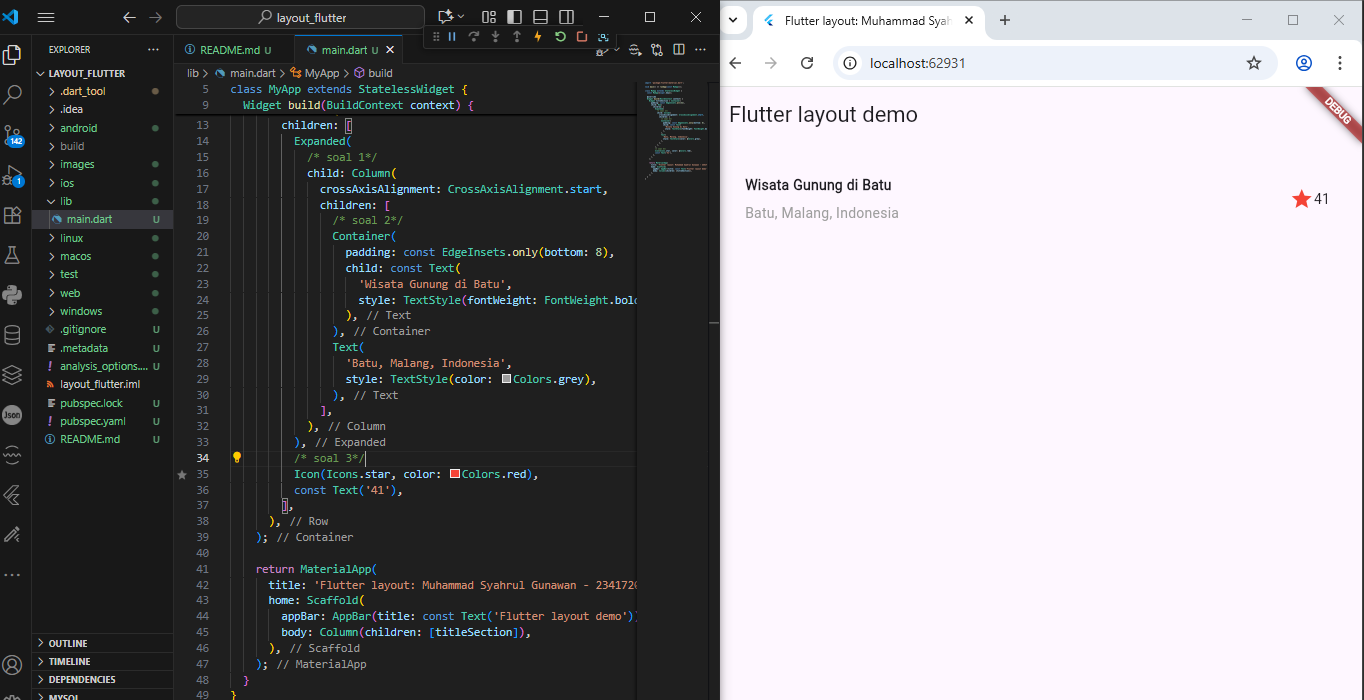 layout_flutter
EXPLORER
LAYOUT_FLUTTER
.dart_tool
.idea
android
build
images
ios
lib
main.dart U
linux
macos
test
web
windows
.gitignore U
.metadata U
analysis_options.... U
layout_flutter.iml
pubspec.lock U
pubspec.yaml U
README.md U
OUTLINE
TIMELINE
DEPENDENCIES
MYSQL
142
1
Json
README.md U
main.dart U
lib > main.dart > MyApp > build
5 class MyApp extends StatelessWidget {
9 Widget build(BuildContext context) {
13 children: [
14 Expanded(
15 /* soal 1*/
16 child: Column(
17 crossAxisAlignment: CrossAxisAlignment.start,
18 children: [
19 /* soal 2*/
20 Container(
21 padding: const EdgeInsets.only(bottom: 8),
22 child: const Text(
23 'Wisata Gunung di Batu',
24 style: TextStyle(fontWeight: FontWeight.bold
25 ), // Text
26 ), // Container
27 Text(
28 'Batu, Malang, Indonesia',
29 style: TextStyle(color: Colors.grey),
30 ), // Text
31 ],
32 ), // Column
33 ), // Expanded
34 /* soal 3*/
35 Icon(Icons.star, color: Colors.red),
36 const Text('41'),
37 ],
38 ), // Row
39 ); // Container
40
41 return MaterialApp(
42 title: 'Flutter layout: Muhammad Syahrul Gunawan - 2341720
43 home: Scaffold(
44 appBar: AppBar(title: const Text('Flutter layout demo')
45 body: Column(children: [titleSection]),
46 ), // Scaffold
47 ); // MaterialApp
48 }
49 }
Flutter layout: Muhammad Syah
localhost:62931
Flutter layout demo
DEBUG
Wisata Gunung di Batu
Batu, Malang, Indonesia
41